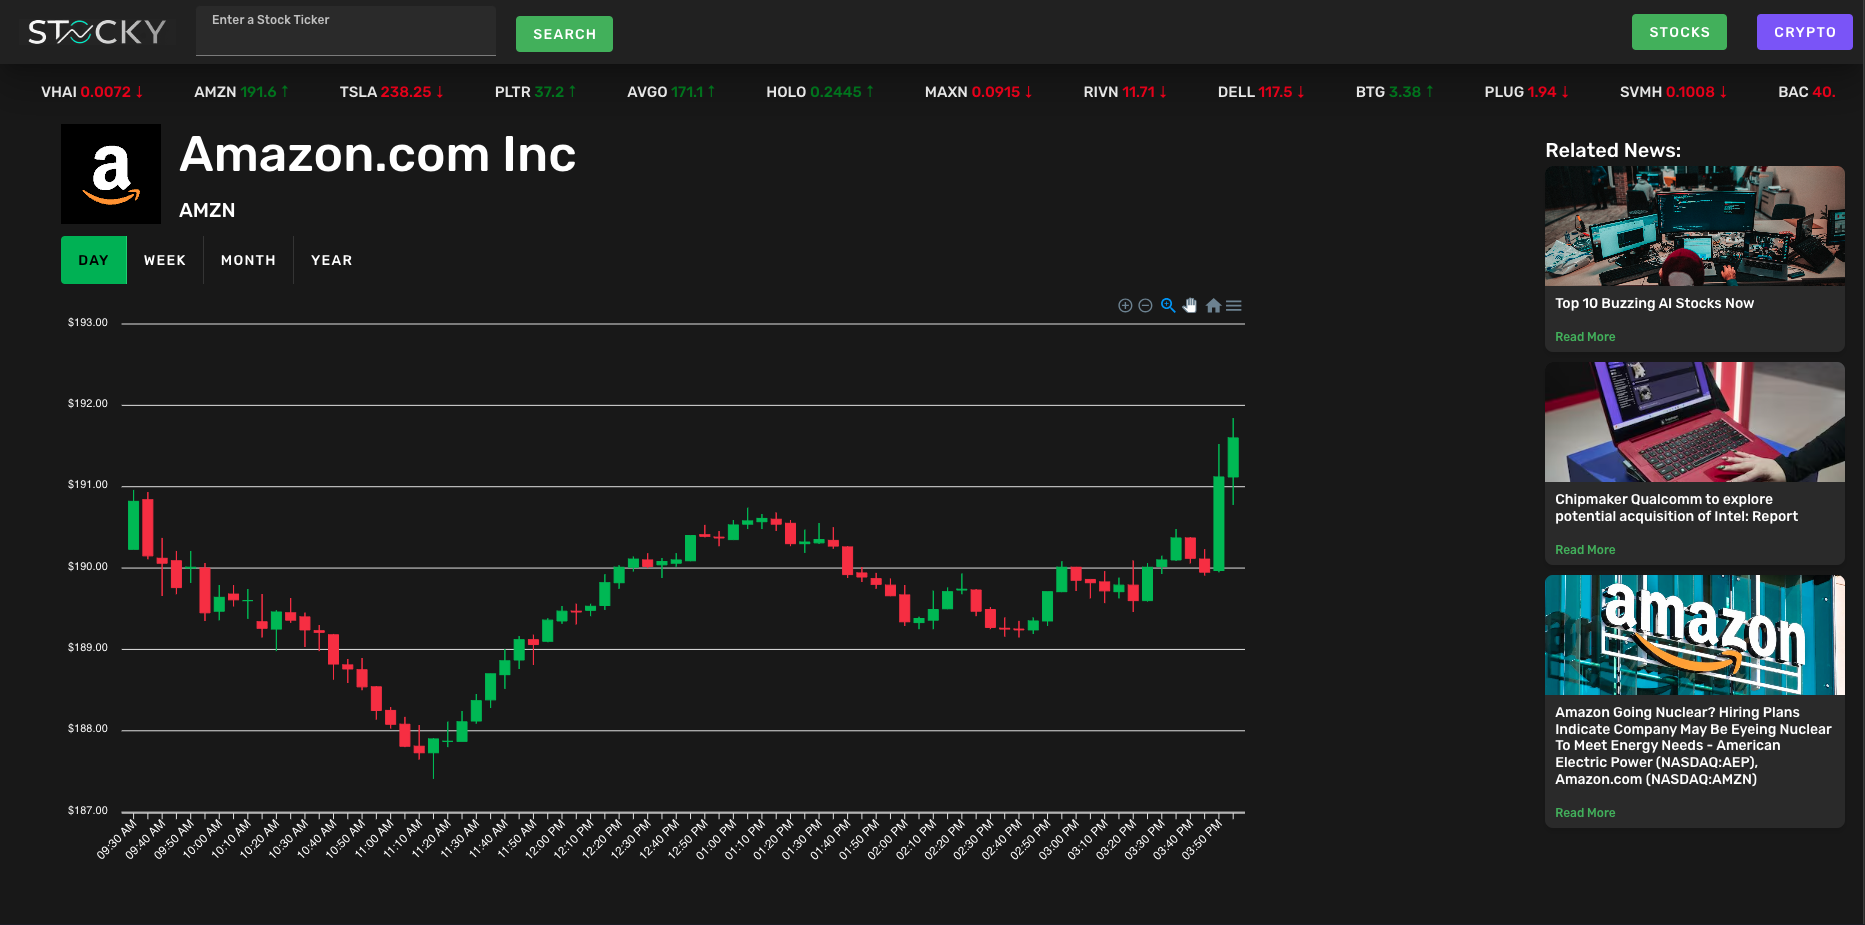 STOCKY
Enter a Stock Ticker
SEARCH
STOCKS
CRYPTO
VHAI 0.0072 ↓ AMZN 191.6 ↑ TSLA 238.25 ↓ PLTR 37.2 ↑ AVGO 171.1 ↑ HOLO 0.2445 ↑ MAXN 0.0915 ↓ RIVN 11.71 ↓ DELL 117.5 ↓ BTG 3.38 ↑ PLUG 1.94 ↓ SVMH 0.1008 ↓ BAC 40.
a
Amazon.com Inc
AMZN
DAY WEEK MONTH YEAR
$193.00
$192.00
$191.00
$190.00
$189.00
$188.00
$187.00
09:30 AM 09:40 AM 09:50 AM 10:00 AM 10:10 AM 10:20 AM 10:30 AM 10:40 AM 10:50 AM 11:00 AM 11:10 AM 11:20 AM 11:30 AM 11:40 AM 11:50 AM 12:00 PM 12:10 PM 12:20 PM 12:30 PM 12:40 PM 12:50 PM 01:00 PM 01:10 PM 01:20 PM 01:30 PM 01:40 PM 01:50 PM 02:00 PM 02:10 PM 02:20 PM 02:30 PM 02:40 PM 02:50 PM 03:00 PM 03:10 PM 03:20 PM 03:30 PM 03:40 PM 03:50 PM
Related News:
Top 10 Buzzing AI Stocks Now
Read More
Chipmaker Qualcomm to explore
potential acquisition of Intel: Report
Read More
amazon
Amazon Going Nuclear? Hiring Plans
Indicate Company May Be Eyeing Nuclear
To Meet Energy Needs - American
Electric Power (NASDAQ:AEP),
Amazon.com (NASDAQ:AMZN)
Read More